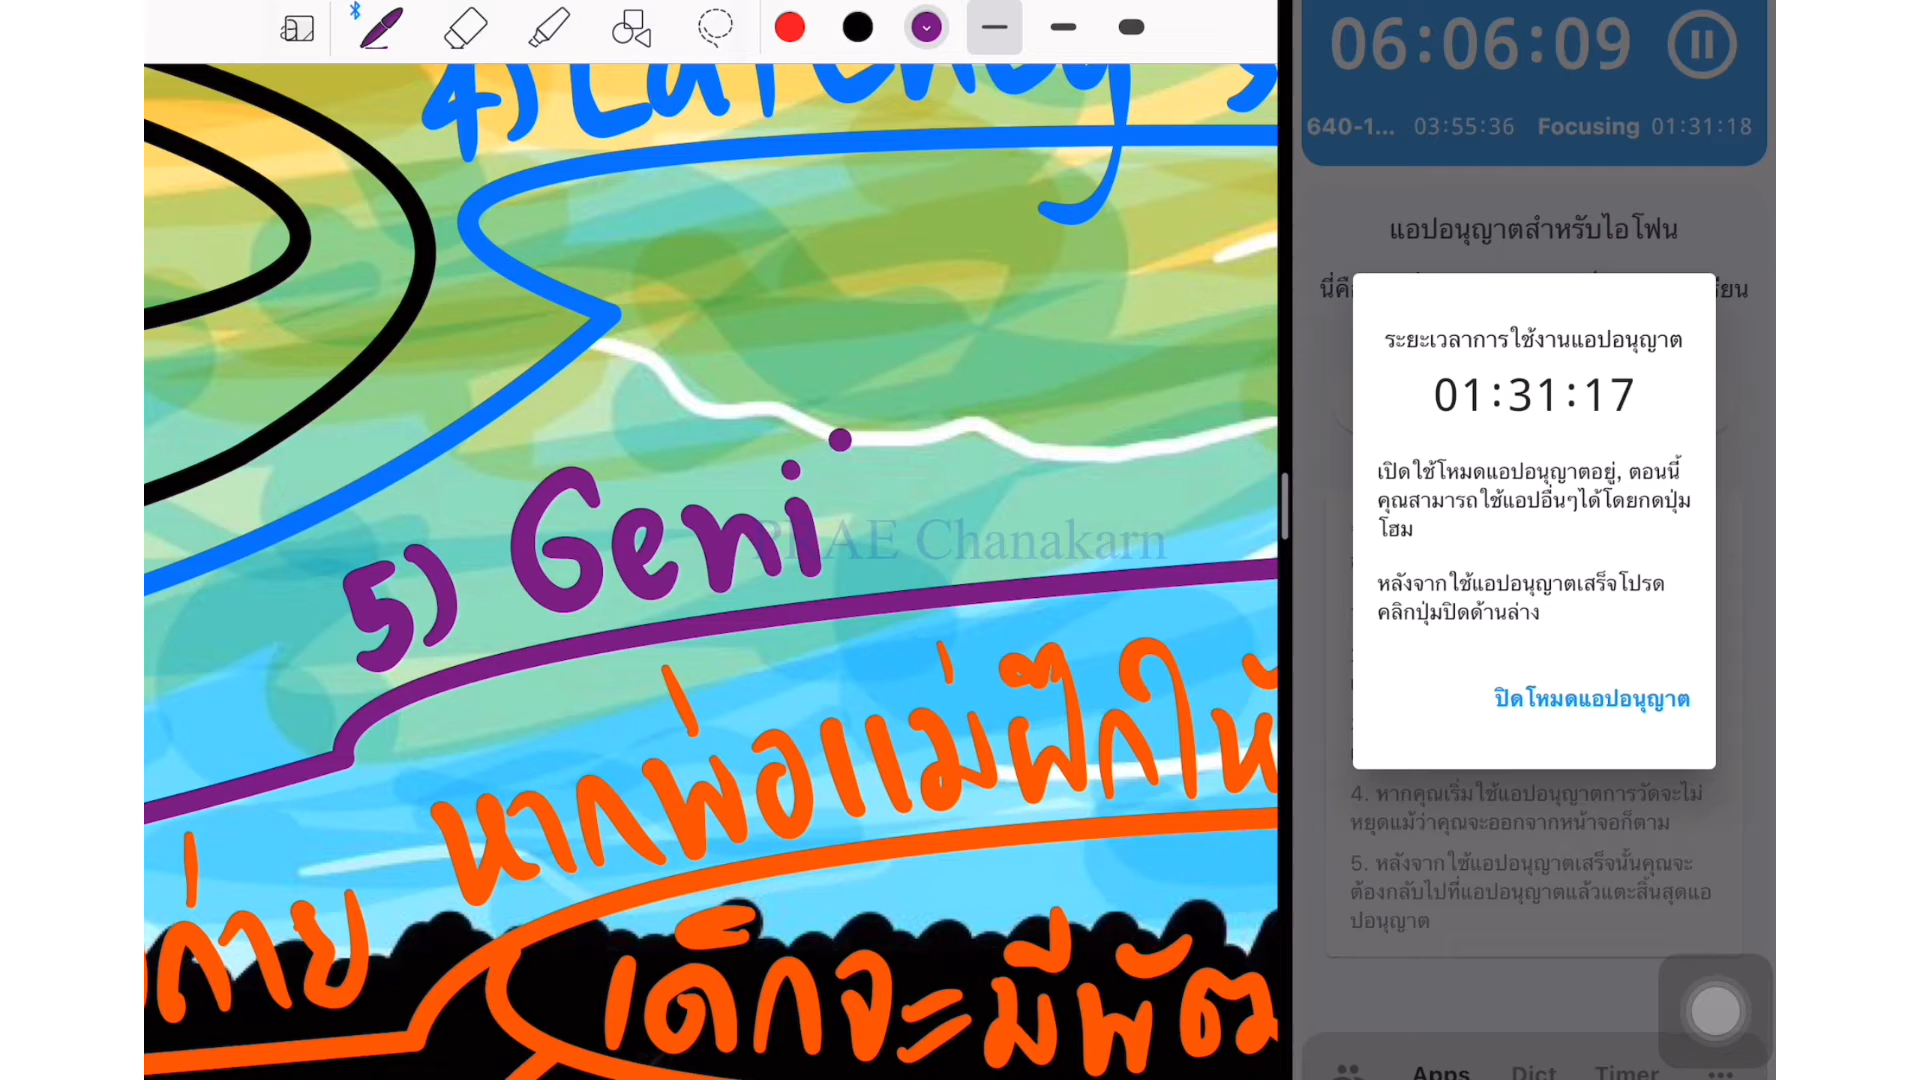 4) Latency s
5) Geni
หากพ่อแม่ฝึกให้
ถ่าย
เด็กจะมีพัฒ
PRAE Chanakarn
06:06:09
640-1... 03:55:36 Focusing 01:31:18
แอปอนุญาตสำหรับไอโฟน
นี่คื
รียน
ระยะเวลาการใช้งานแอปอนุญาต
01:31:17
เปิดใช้โหมดแอปอนุญาตอยู่, ตอนนี้
คุณสามารถใช้แอปอื่นๆได้โดยกดปุ่ม
โฮม
หลังจากใช้แอปอนุญาตเสร็จโปรด
คลิกปุ่มปิดด้านล่าง
ปิดโหมดแอปอนุญาต
4. หากคุณเริ่มใช้แอปอนุญาตการวัดจะไม่
หยุดแม้ว่าคุณจะออกจากหน้าจอก็ตาม
5. หลังจากใช้แอปอนุญาตเสร็จนั้นคุณจะ
ต้องกลับไปที่แอปอนุญาตแล้วแตะสิ้นสุดแอ
ปอนุญาต
Apps Dict Timer